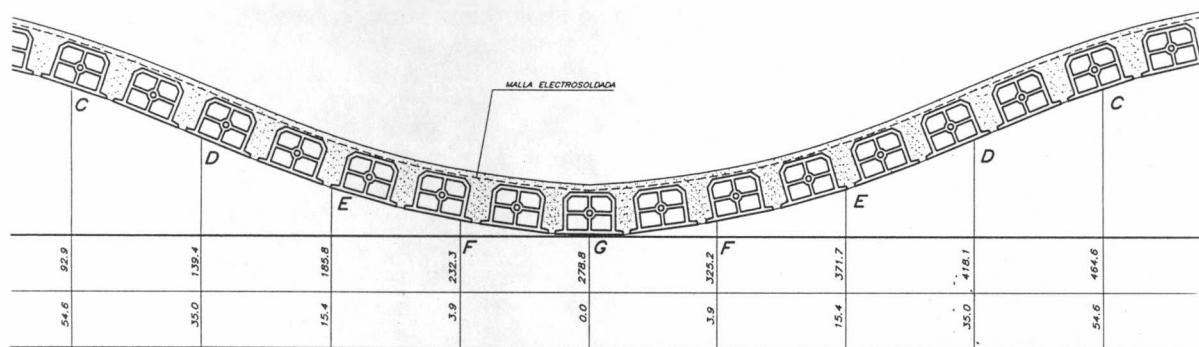 MALLA ELECTROSOLDADA
C C
D D
E E
F G F
92.9 139.4 185.8 232.3 278.8 325.2 371.7 418.1 464.6
54.6 35.0 15.4 3.9 0.0 3.9 15.4 35.0 54.6